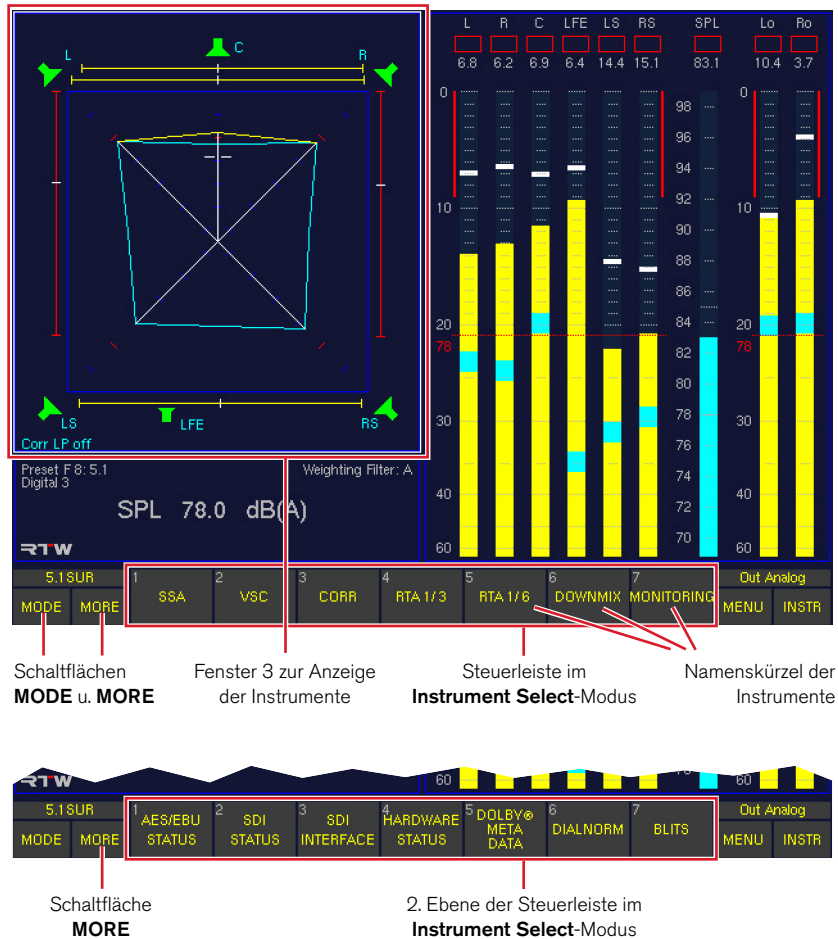 L R C LFE LS RS SPL Lo Ro
6.8 6.2 6.9 6.4 14.4 15.1 83.1 10.4 3.7
C
L R
LS LFE RS
Corr LP off
0
10
20
78
30
40
60
98
96
94
92
90
88
86
84
82
80
78
76
74
72
70
0
10
20
78
30
40
60
Preset F 8: 5.1 Weighting Filter: A
Digital 3
SPL 78.0 dB(A)
RTW
5.1SUR
MODE MORE
1 SSA
2 VSC
3 CORR
4 RTA 1/3
5 RTA 1/6
6 DOWNMIX
7 MONITORING
Out Analog
MENU INSTR
Schaltflächen
MODE u. MORE
Fenster 3 zur Anzeige
der Instrumente
Steuerleiste im
Instrument Select-Modus
Namenskürzel der
Instrumente
RTW
60 70 60
5.1SUR
MODE MORE
1 AES/EBU
STATUS
2 SDI
STATUS
3 SDI
INTERFACE
4 HARDWARE
STATUS
5 DOLBY®
META
DATA
6 DIALNORM
7 BLITS
Out Analog
MENU INSTR
Schaltfläche
MORE
2. Ebene der Steuerleiste im
Instrument Select-Modus